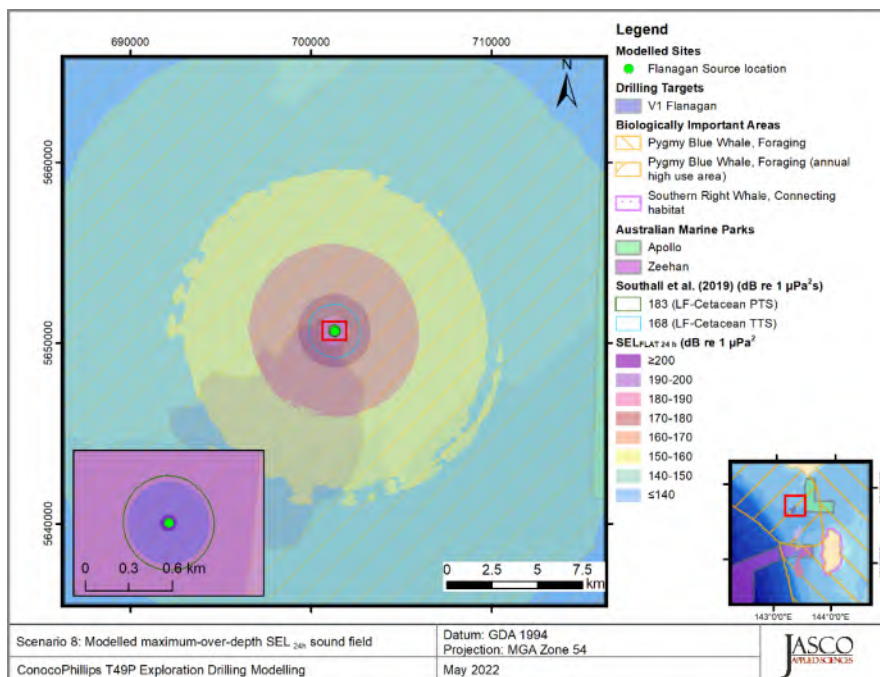 690000
700000
710000
N
5660000
5650000
5640000
0
0.3
0.6 km
0
2.5
5
7.5
km
Legend
Modelled Sites
Flanagan Source location
Drilling Targets
V1 Flanagan
Biologically Important Areas
Pygmy Blue Whale, Foraging
Pygmy Blue Whale, Foraging (annual
high use area)
Southern Right Whale, Connecting
habitat
Australian Marine Parks
Apollo
Zeehan
Southall et al. (2019) (dB re 1 µPa²s)
183 (LF-Cetacean PTS)
168 (LF-Cetacean TTS)
SELFLAT 24 h (dB re 1 µPa²
≥200
190-200
180-190
170-180
160-170
150-160
140-150
≤140
143°0'0"E
144°0'0"E
Scenario 8: Modelled maximum-over-depth SEL 24h sound field
Datum: GDA 1994
Projection: MGA Zone 54
ConocoPhillips T49P Exploration Drilling Modelling
May 2022
JASCO
APPLIED SCIENCES